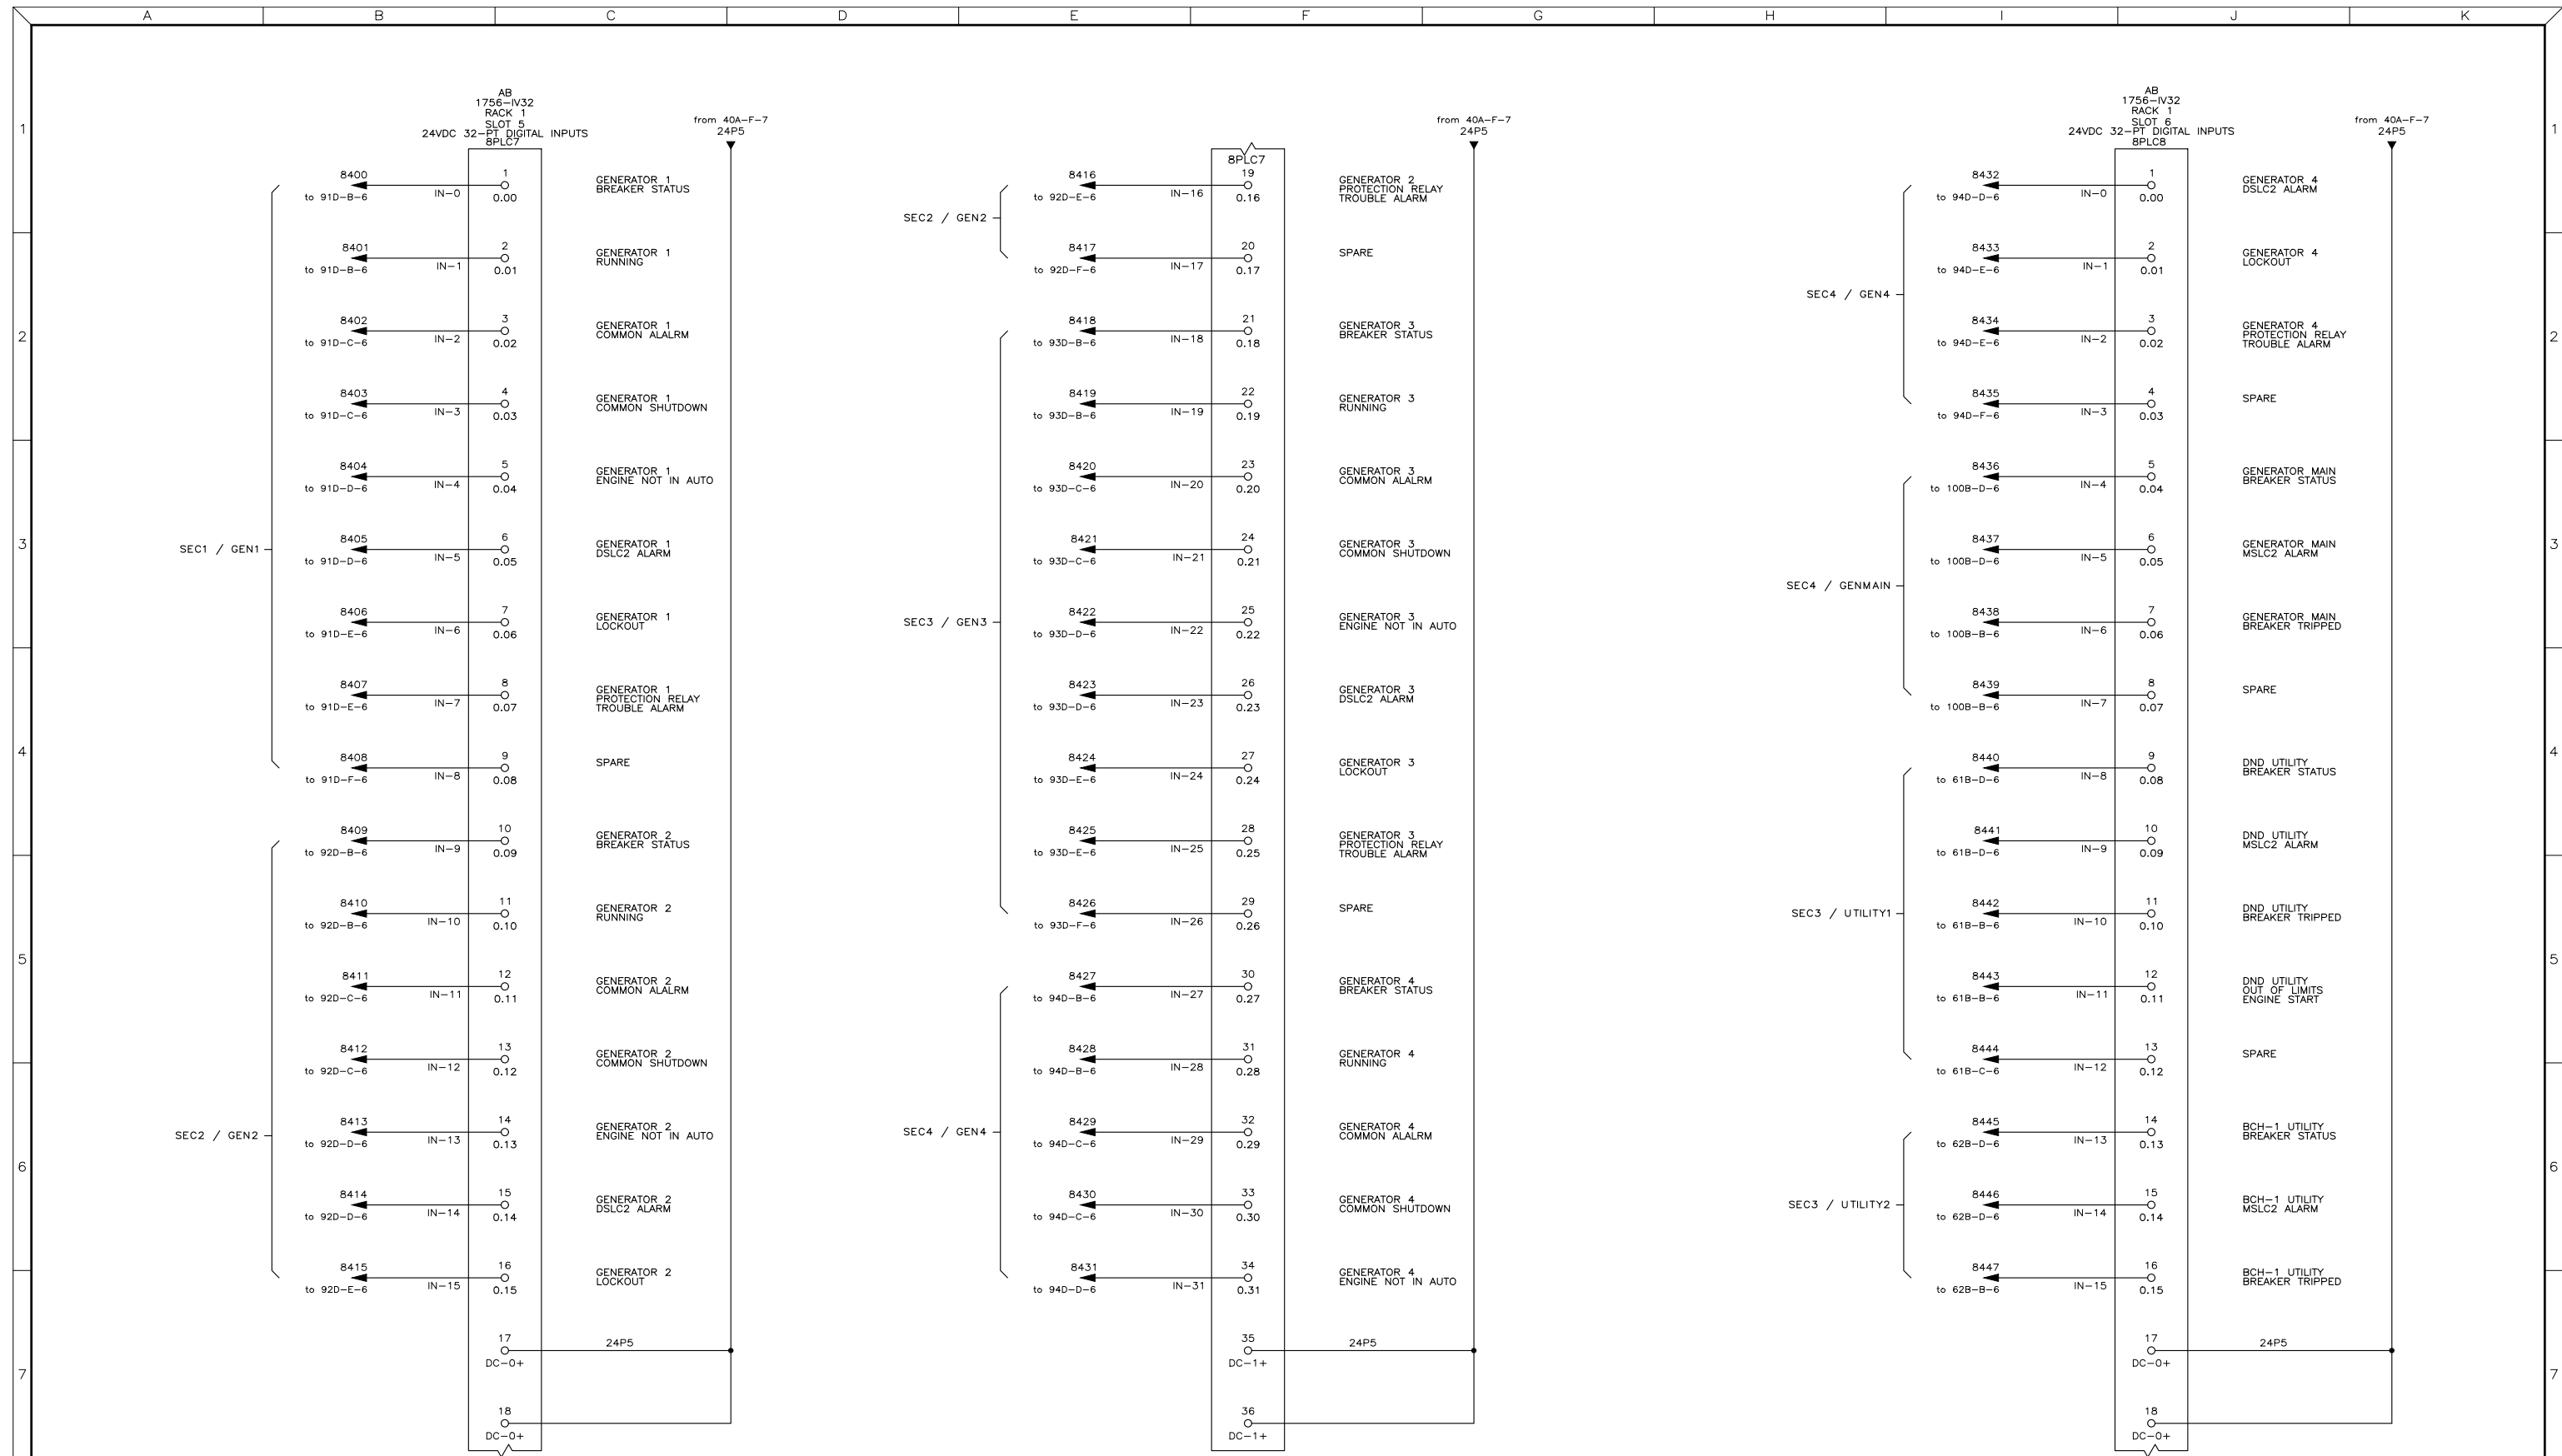 A B C D E F G H I J K
1
2
3
4
5
6
7
AB
1756-IV32
RACK 1
SLOT 5
24VDC 32-PT DIGITAL INPUTS
8PLC7
from 40A-F-7
24P5
SEC1 / GEN1
8400
to 91D-B-6 IN-0 1 0.00
GENERATOR 1
BREAKER STATUS
8401
to 91D-B-6 IN-1 2 0.01
GENERATOR 1
RUNNING
8402
to 91D-C-6 IN-2 3 0.02
GENERATOR 1
COMMON ALALRM
8403
to 91D-C-6 IN-3 4 0.03
GENERATOR 1
COMMON SHUTDOWN
8404
to 91D-D-6 IN-4 5 0.04
GENERATOR 1
ENGINE NOT IN AUTO
8405
to 91D-D-6 IN-5 6 0.05
GENERATOR 1
DSLC2 ALARM
8406
to 91D-E-6 IN-6 7 0.06
GENERATOR 1
LOCKOUT
8407
to 91D-E-6 IN-7 8 0.07
GENERATOR 1
PROTECTION RELAY
TROUBLE ALARM
8408
to 91D-F-6 IN-8 9 0.08
SPARE
SEC2 / GEN2
8409
to 92D-B-6 IN-9 10 0.09
GENERATOR 2
BREAKER STATUS
8410
to 92D-B-6 IN-10 11 0.10
GENERATOR 2
RUNNING
8411
to 92D-C-6 IN-11 12 0.11
GENERATOR 2
COMMON ALALRM
8412
to 92D-C-6 IN-12 13 0.12
GENERATOR 2
COMMON SHUTDOWN
8413
to 92D-D-6 IN-13 14 0.13
GENERATOR 2
ENGINE NOT IN AUTO
8414
to 92D-D-6 IN-14 15 0.14
GENERATOR 2
DSLC2 ALARM
8415
to 92D-E-6 IN-15 16 0.15
GENERATOR 2
LOCKOUT
17 24P5
DC-0+
18
DC-0+
8PLC7
from 40A-F-7
24P5
SEC2 / GEN2
8416
to 92D-E-6 IN-16 19 0.16
GENERATOR 2
PROTECTION RELAY
TROUBLE ALARM
8417
to 92D-F-6 IN-17 20 0.17
SPARE
SEC3 / GEN3
8418
to 93D-B-6 IN-18 21 0.18
GENERATOR 3
BREAKER STATUS
8419
to 93D-B-6 IN-19 22 0.19
GENERATOR 3
RUNNING
8420
to 93D-C-6 IN-20 23 0.20
GENERATOR 3
COMMON ALALRM
8421
to 93D-C-6 IN-21 24 0.21
GENERATOR 3
COMMON SHUTDOWN
8422
to 93D-D-6 IN-22 25 0.22
GENERATOR 3
ENGINE NOT IN AUTO
8423
to 93D-D-6 IN-23 26 0.23
GENERATOR 3
DSLC2 ALARM
8424
to 93D-E-6 IN-24 27 0.24
GENERATOR 3
LOCKOUT
8425
to 93D-E-6 IN-25 28 0.25
GENERATOR 3
PROTECTION RELAY
TROUBLE ALARM
8426
to 93D-F-6 IN-26 29 0.26
SPARE
SEC4 / GEN4
8427
to 94D-B-6 IN-27 30 0.27
GENERATOR 4
BREAKER STATUS
8428
to 94D-B-6 IN-28 31 0.28
GENERATOR 4
RUNNING
8429
to 94D-C-6 IN-29 32 0.29
GENERATOR 4
COMMON ALALRM
8430
to 94D-C-6 IN-30 33 0.30
GENERATOR 4
COMMON SHUTDOWN
8431
to 94D-D-6 IN-31 34 0.31
GENERATOR 4
ENGINE NOT IN AUTO
35 24P5
DC-1+
36
DC-1+
AB
1756-IV32
RACK 1
SLOT 6
24VDC 32-PT DIGITAL INPUTS
8PLC8
from 40A-F-7
24P5
SEC4 / GEN4
8432
to 94D-D-6 IN-0 1 0.00
GENERATOR 4
DSLC2 ALARM
8433
to 94D-E-6 IN-1 2 0.01
GENERATOR 4
LOCKOUT
8434
to 94D-E-6 IN-2 3 0.02
GENERATOR 4
PROTECTION RELAY
TROUBLE ALARM
8435
to 94D-F-6 IN-3 4 0.03
SPARE
SEC4 / GENMAIN
8436
to 100B-D-6 IN-4 5 0.04
GENERATOR MAIN
BREAKER STATUS
8437
to 100B-D-6 IN-5 6 0.05
GENERATOR MAIN
MSLC2 ALARM
8438
to 100B-B-6 IN-6 7 0.06
GENERATOR MAIN
BREAKER TRIPPED
8439
to 100B-B-6 IN-7 8 0.07
SPARE
SEC3 / UTILITY1
8440
to 61B-D-6 IN-8 9 0.08
DND UTILITY
BREAKER STATUS
8441
to 61B-D-6 IN-9 10 0.09
DND UTILITY
MSLC2 ALARM
8442
to 61B-B-6 IN-10 11 0.10
DND UTILITY
BREAKER TRIPPED
8443
to 61B-B-6 IN-11 12 0.11
DND UTILITY
OUT OF LIMITS
ENGINE START
8444
to 61B-C-6 IN-12 13 0.12
SPARE
SEC3 / UTILITY2
8445
to 62B-D-6 IN-13 14 0.13
BCH-1 UTILITY
BREAKER STATUS
8446
to 62B-D-6 IN-14 15 0.14
BCH-1 UTILITY
MSLC2 ALARM
8447
to 62B-B-6 IN-15 16 0.15
BCH-1 UTILITY
BREAKER TRIPPED
17 24P5
DC-0+
18
DC-0+
1
2
3
4
5
6
7